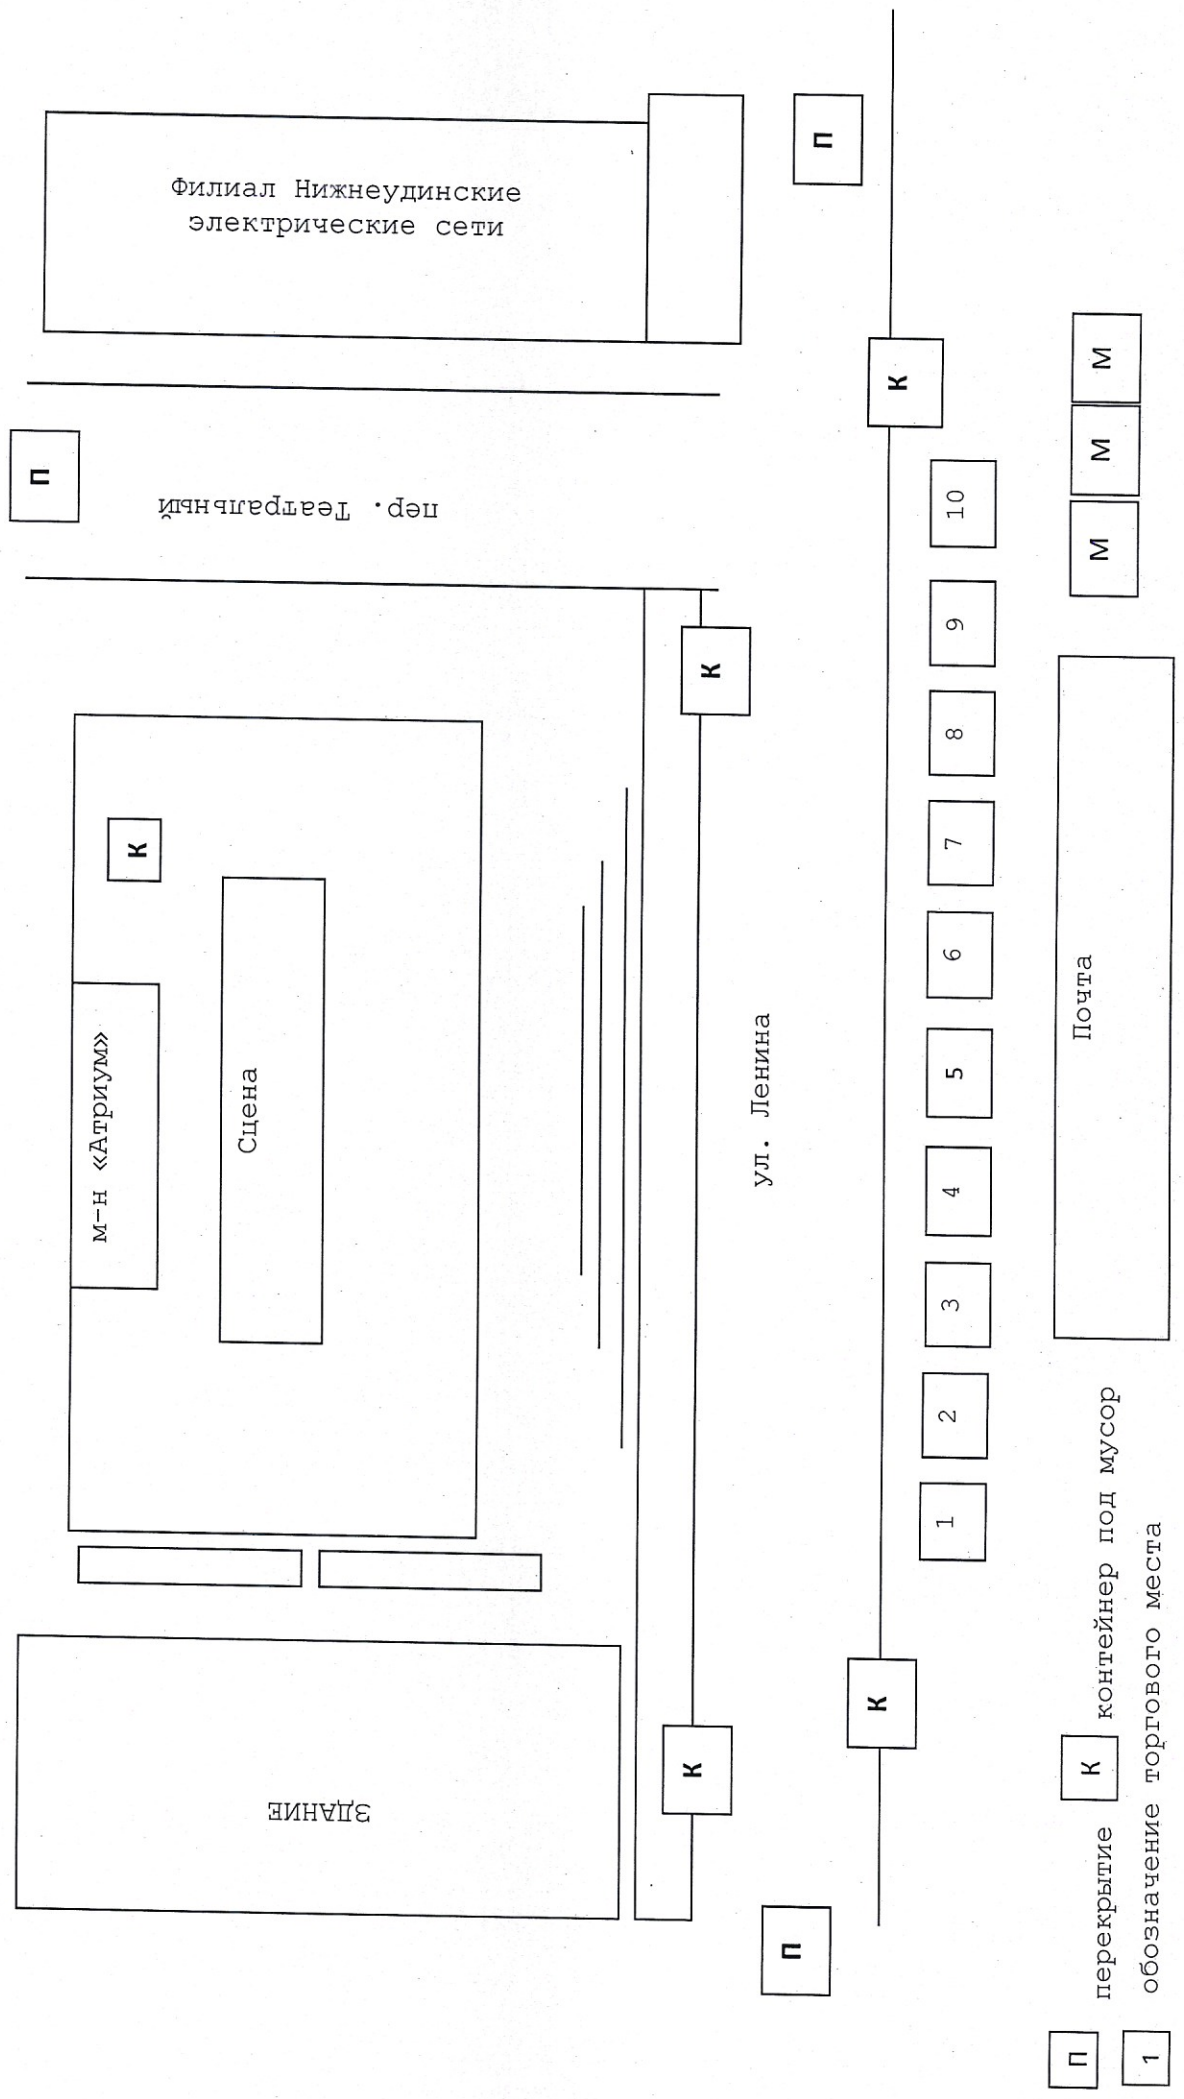 Филиал Нижнеудинские
электрические сети
П
П
пер. Театральный
К
М
М
М
10
9
8
7
6
5
4
3
2
1
К
К
м-н «Атриум»
Сцена
ул. Ленина
Почта
ЗДАНИЕ
К
К
П
П перекрытие К контейнер под мусор
1 обозначение торгового места